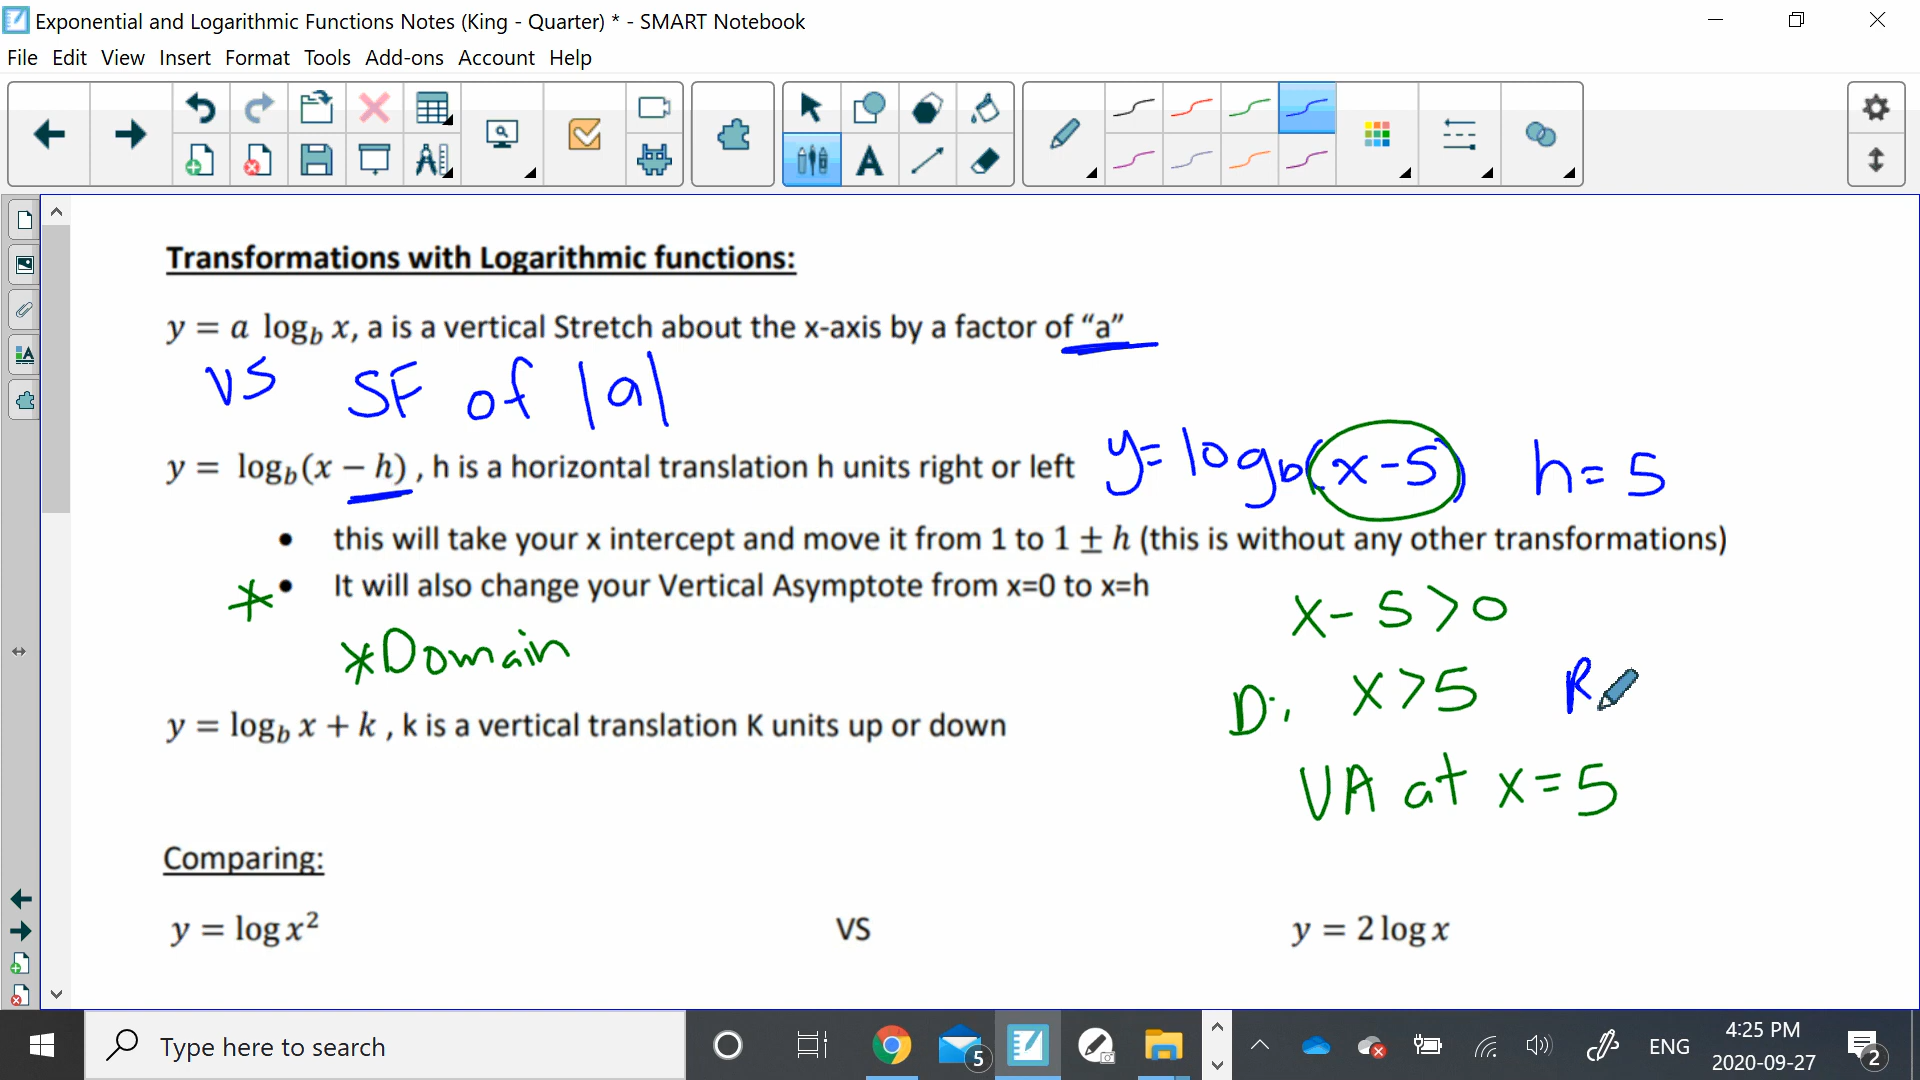 Exponential and Logarithmic Functions Notes (King - Quarter) * - SMART Notebook
File Edit View Insert Format Tools Add-ons Account Help
Transformations with Logarithmic functions:
y = a log_b x, a is a vertical Stretch about the x-axis by a factor of “a”
VS SF of |a|
y = log_b(x − h) , h is a horizontal translation h units right or left y=log_b(x-5) h=5
• this will take your x intercept and move it from 1 to 1 ± h (this is without any other transformations)
* • It will also change your Vertical Asymptote from x=0 to x=h
x-5>0
*Domain
D: x>5 R
y = log_b x + k , k is a vertical translation K units up or down
VA at x=5
Comparing:
y = log x² VS y = 2 log x
Type here to search
5
ENG
4:25 PM
2020-09-27
2